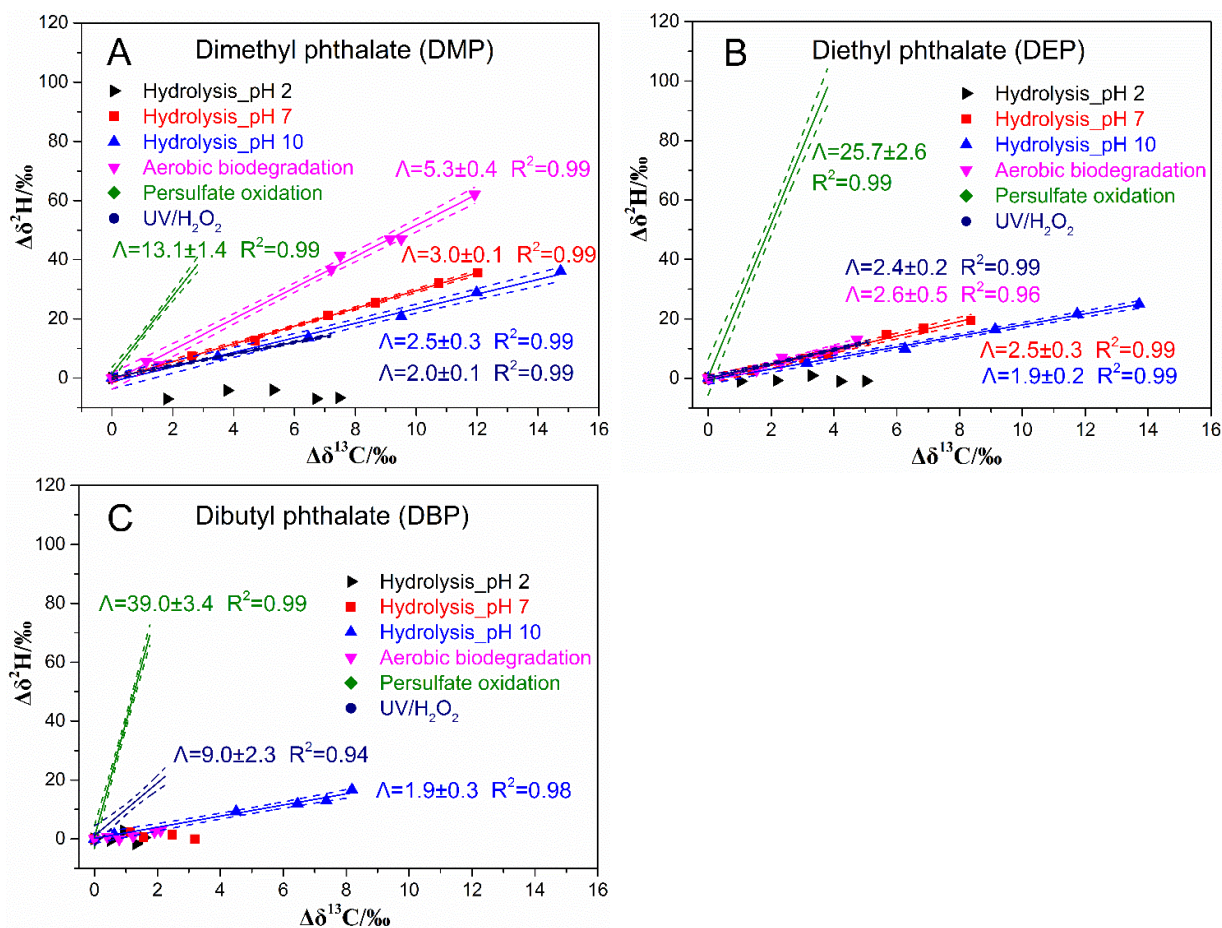 A Dimethyl phthalate (DMP)
Hydrolysis_pH 2
Hydrolysis_pH 7
Hydrolysis_pH 10
Aerobic biodegradation
Persulfate oxidation
UV/H₂O₂
Λ=5.3±0.4 R²=0.99
Λ=13.1±1.4 R²=0.99
Λ=3.0±0.1 R²=0.99
Λ=2.5±0.3 R²=0.99
Λ=2.0±0.1 R²=0.99
Δδ²H/‰
120
100
80
60
40
20
0
0 2 4 6 8 10 12 14 16
Δδ¹³C/‰
B Diethyl phthalate (DEP)
Hydrolysis_pH 2
Hydrolysis_pH 7
Hydrolysis_pH 10
Aerobic biodegradation
Persulfate oxidation
UV/H₂O₂
Λ=25.7±2.6
R²=0.99
Λ=2.4±0.2 R²=0.99
Λ=2.6±0.5 R²=0.96
Λ=2.5±0.3 R²=0.99
Λ=1.9±0.2 R²=0.99
Δδ²H/‰
120
100
80
60
40
20
0
0 2 4 6 8 10 12 14 16
Δδ¹³C/‰
C Dibutyl phthalate (DBP)
Hydrolysis_pH 2
Hydrolysis_pH 7
Hydrolysis_pH 10
Aerobic biodegradation
Persulfate oxidation
UV/H₂O₂
Λ=39.0±3.4 R²=0.99
Λ=9.0±2.3 R²=0.94
Λ=1.9±0.3 R²=0.98
Δδ²H/‰
120
100
80
60
40
20
0
0 2 4 6 8 10 12 14 16
Δδ¹³C/‰